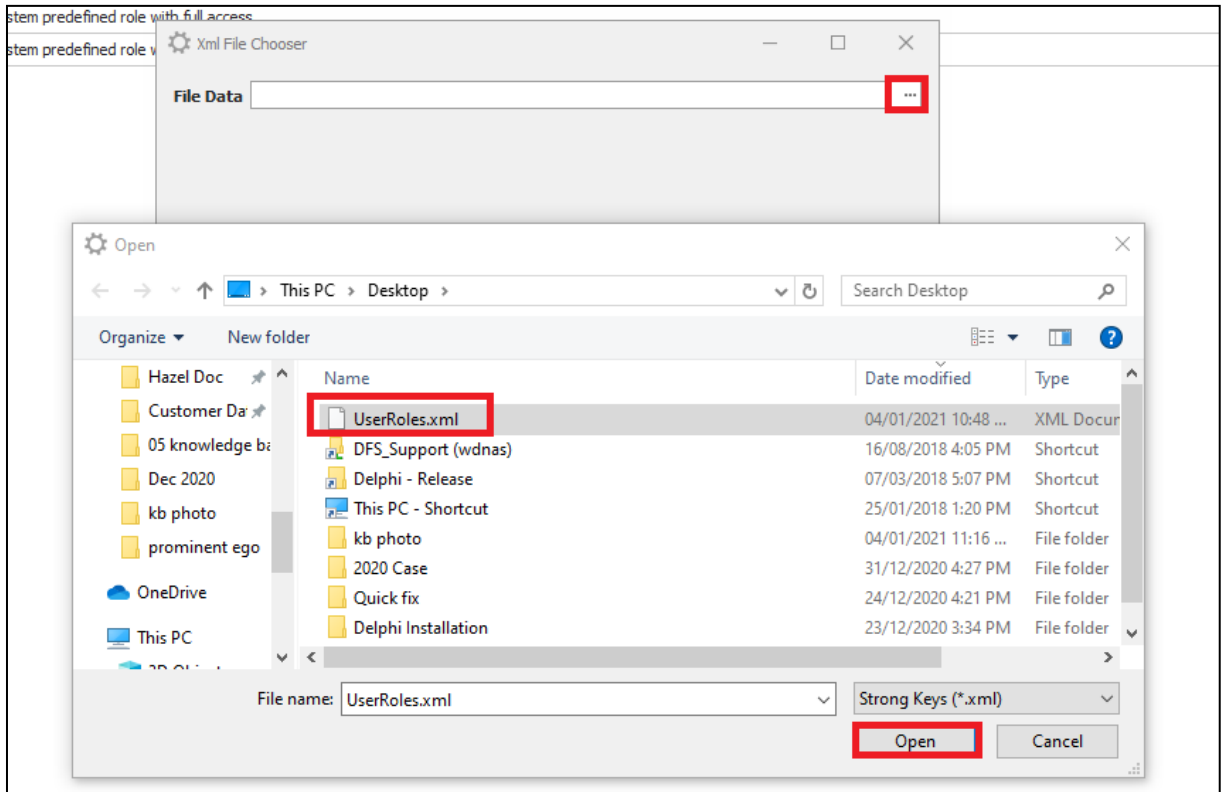 stem predefined role with full access
stem predefined role w
Xml File Chooser
File Data
...
Open
This PC > Desktop >
Search Desktop
Organize
New folder
Hazel Doc
Customer Da
05 knowledge ba
Dec 2020
kb photo
prominent ego
OneDrive
This PC
Name Date modified Type
UserRoles.xml 04/01/2021 10:48 ... XML Docur
DFS_Support (wdnas) 16/08/2018 4:05 PM Shortcut
Delphi - Release 07/03/2018 5:07 PM Shortcut
This PC - Shortcut 25/01/2018 1:20 PM Shortcut
kb photo 04/01/2021 11:16 ... File folder
2020 Case 31/12/2020 4:27 PM File folder
Quick fix 24/12/2020 4:21 PM File folder
Delphi Installation 23/12/2020 3:34 PM File folder
File name: UserRoles.xml Strong Keys (*.xml)
Open Cancel